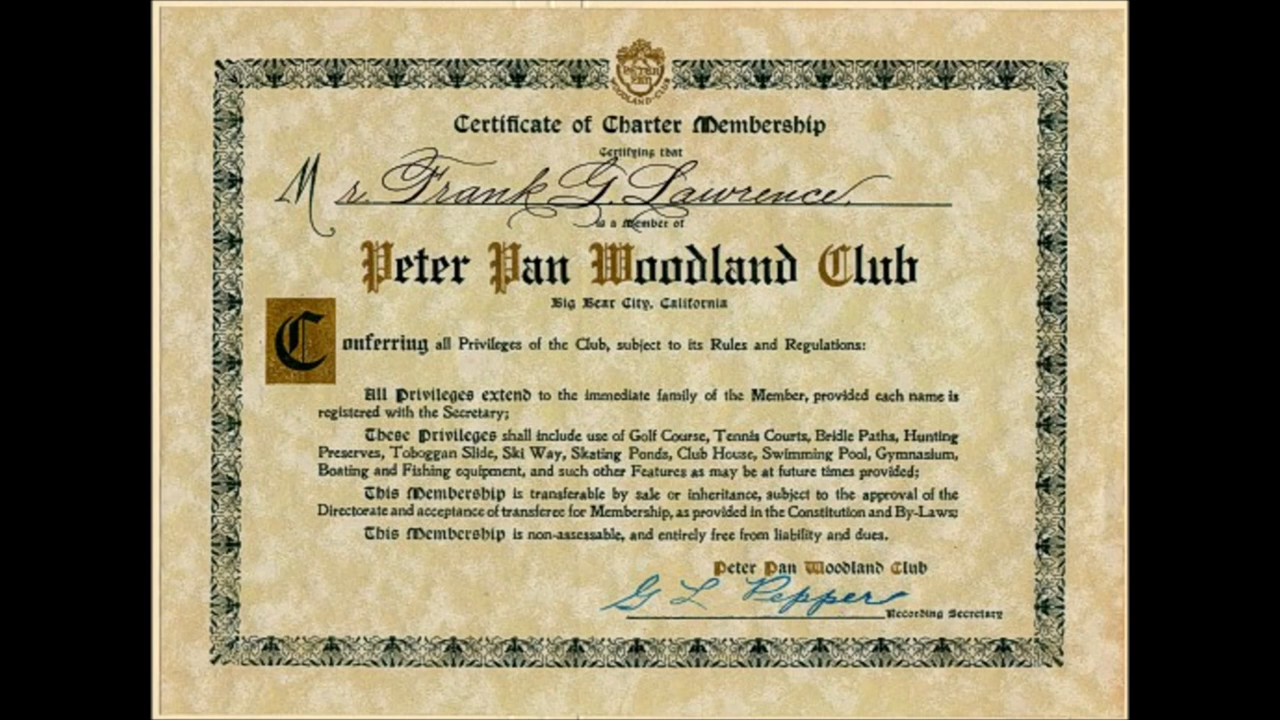 PETER
PAN
WOODLAND-CLUB
Certificate of Charter Membership
Certifying that
Mr. Frank G. Lawrence.
is a Member of
Peter Pan Woodland Club
Big Bear City, California
Conferring all Privileges of the Club, subject to its Rules and Regulations:
All Privileges extend to the immediate family of the Member, provided each name is
registered with the Secretary;
These Privileges shall include use of Golf Course, Tennis Courts, Bridle Paths, Hunting
Preserves, Toboggan Slide, Ski Way, Skating Ponds, Club House, Swimming Pool, Gymnasium,
Boating and Fishing equipment, and such other Features as may be at future times provided;
This Membership is transferable by sale or inheritance, subject to the approval of the
Directorate and acceptance of transferee for Membership, as provided in the Constitution and By-Laws;
This Membership is non-assessable, and entirely free from liability and dues.
Peter Pan Woodland Club
G L Pepper
Recording Secretary